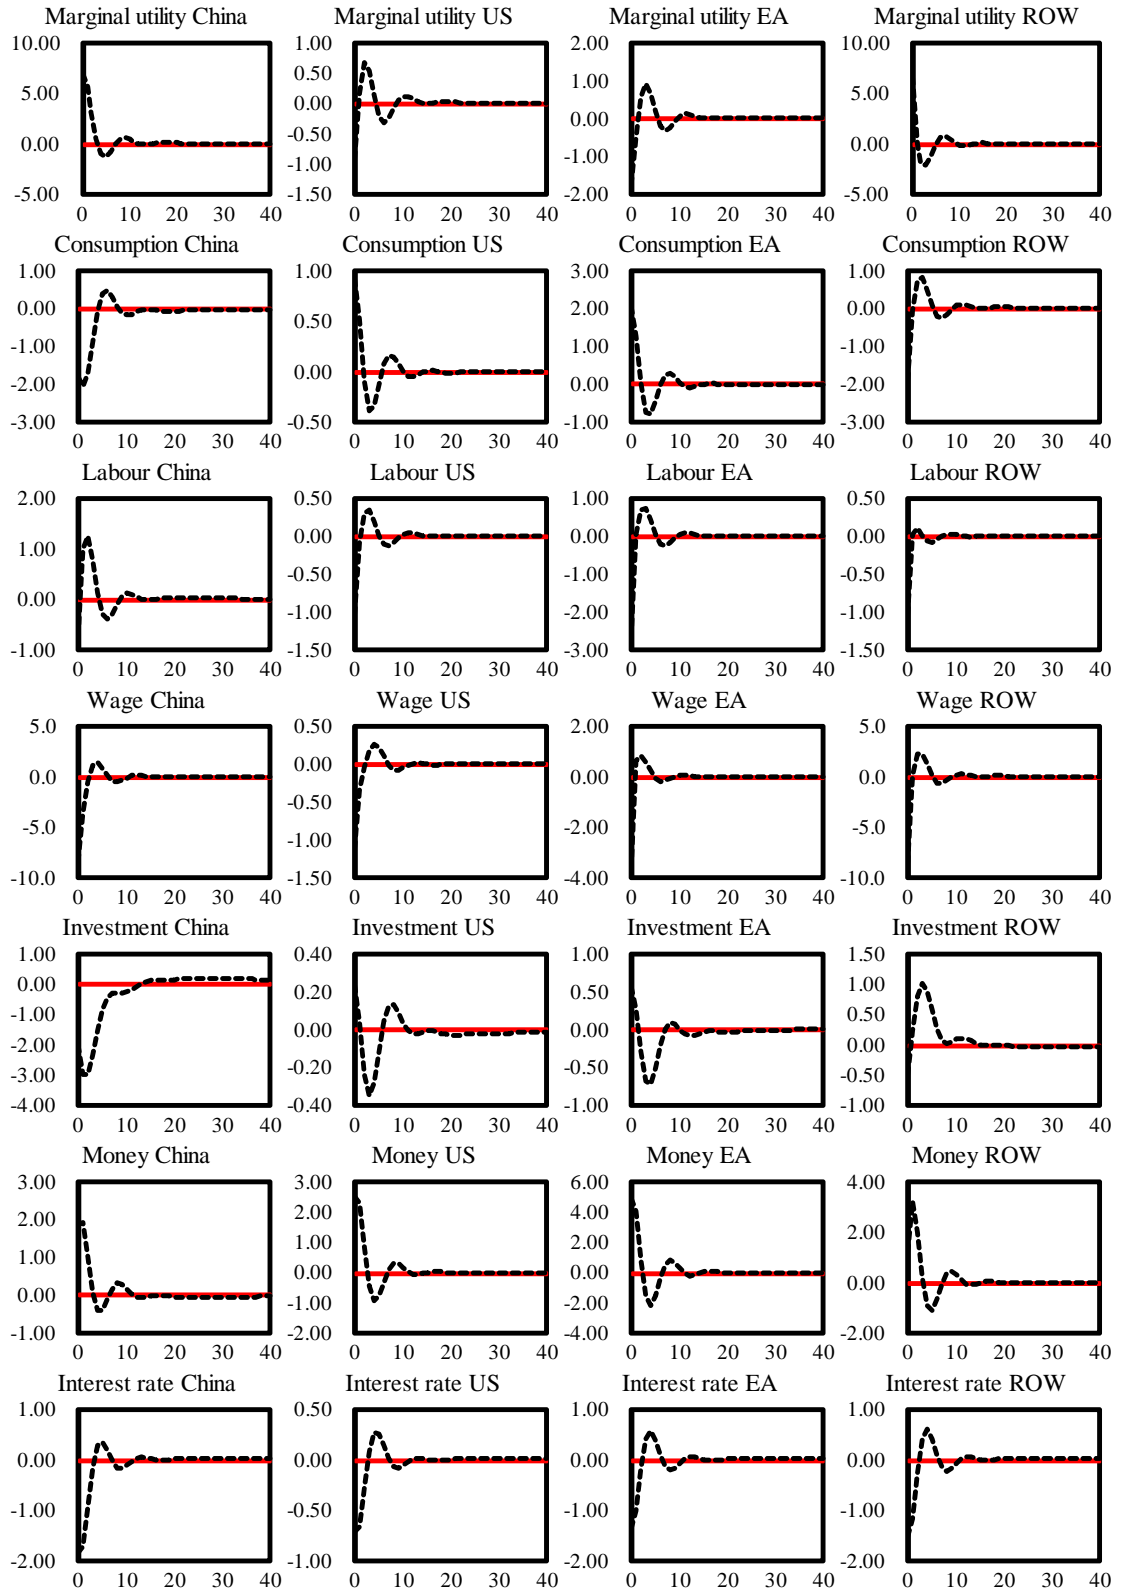 Marginal utility China Marginal utility US Marginal utility EA Marginal utility ROW
10.00 1.00 2.00 10.00
0.50
5.00 1.00 5.00
0.00
0.00 0.00 0.00
-0.50
-1.00 -1.00
-5.00 -1.50 -2.00 -5.00
0 10 20 30 40 0 10 20 30 40 0 10 20 30 40 0 10 20 30 40
Consumption China Consumption US Consumption EA Consumption ROW
1.00 1.00 3.00 1.00
0.00 2.00 0.00
0.50
-1.00 1.00 -1.00
0.00
-2.00 0.00 -2.00
-3.00 -0.50 -1.00 -3.00
0 10 20 30 40 0 10 20 30 40 0 10 20 30 40 0 10 20 30 40
Labour China Labour US Labour EA Labour ROW
2.00 0.50 1.00 0.50
0.00 0.00 0.00
1.00
-0.50 -1.00 -0.50
0.00
-1.00 -2.00 -1.00
-1.00 -1.50 -3.00 -1.50
0 10 20 30 40 0 10 20 30 40 0 10 20 30 40 0 10 20 30 40
Wage China Wage US Wage EA Wage ROW
5.0 0.50 2.00 5.0
0.0 0.00 0.00 0.0
-0.50
-5.0 -2.00 -5.0
-1.00
-10.0 -1.50 -4.00 -10.0
0 10 20 30 40 0 10 20 30 40 0 10 20 30 40 0 10 20 30 40
Investment China Investment US Investment EA Investment ROW
1.00 0.40 1.00 1.50
0.00 1.00
0.20 0.50
-1.00 0.50
0.00 0.00
-2.00 0.00
-0.20 -0.50
-3.00 -0.50
-4.00 -0.40 -1.00 -1.00
0 10 20 30 40 0 10 20 30 40 0 10 20 30 40 0 10 20 30 40
Money China Money US Money EA Money ROW
3.00 3.00 6.00 4.00
2.00 2.00 4.00
2.00
1.00 1.00 2.00
0.00 0.00 0.00
0.00
-1.00 -2.00
-1.00 -2.00 -4.00 -2.00
0 10 20 30 40 0 10 20 30 40 0 10 20 30 40 0 10 20 30 40
Interest rate China Interest rate US Interest rate EA Interest rate ROW
1.00 0.50 1.00 1.00
0.00 0.00 0.00 0.00
-1.00 -0.50 -1.00 -1.00
-2.00 -1.00 -2.00 -2.00
0 10 20 30 40 0 10 20 30 40 0 10 20 30 40 0 10 20 30 40